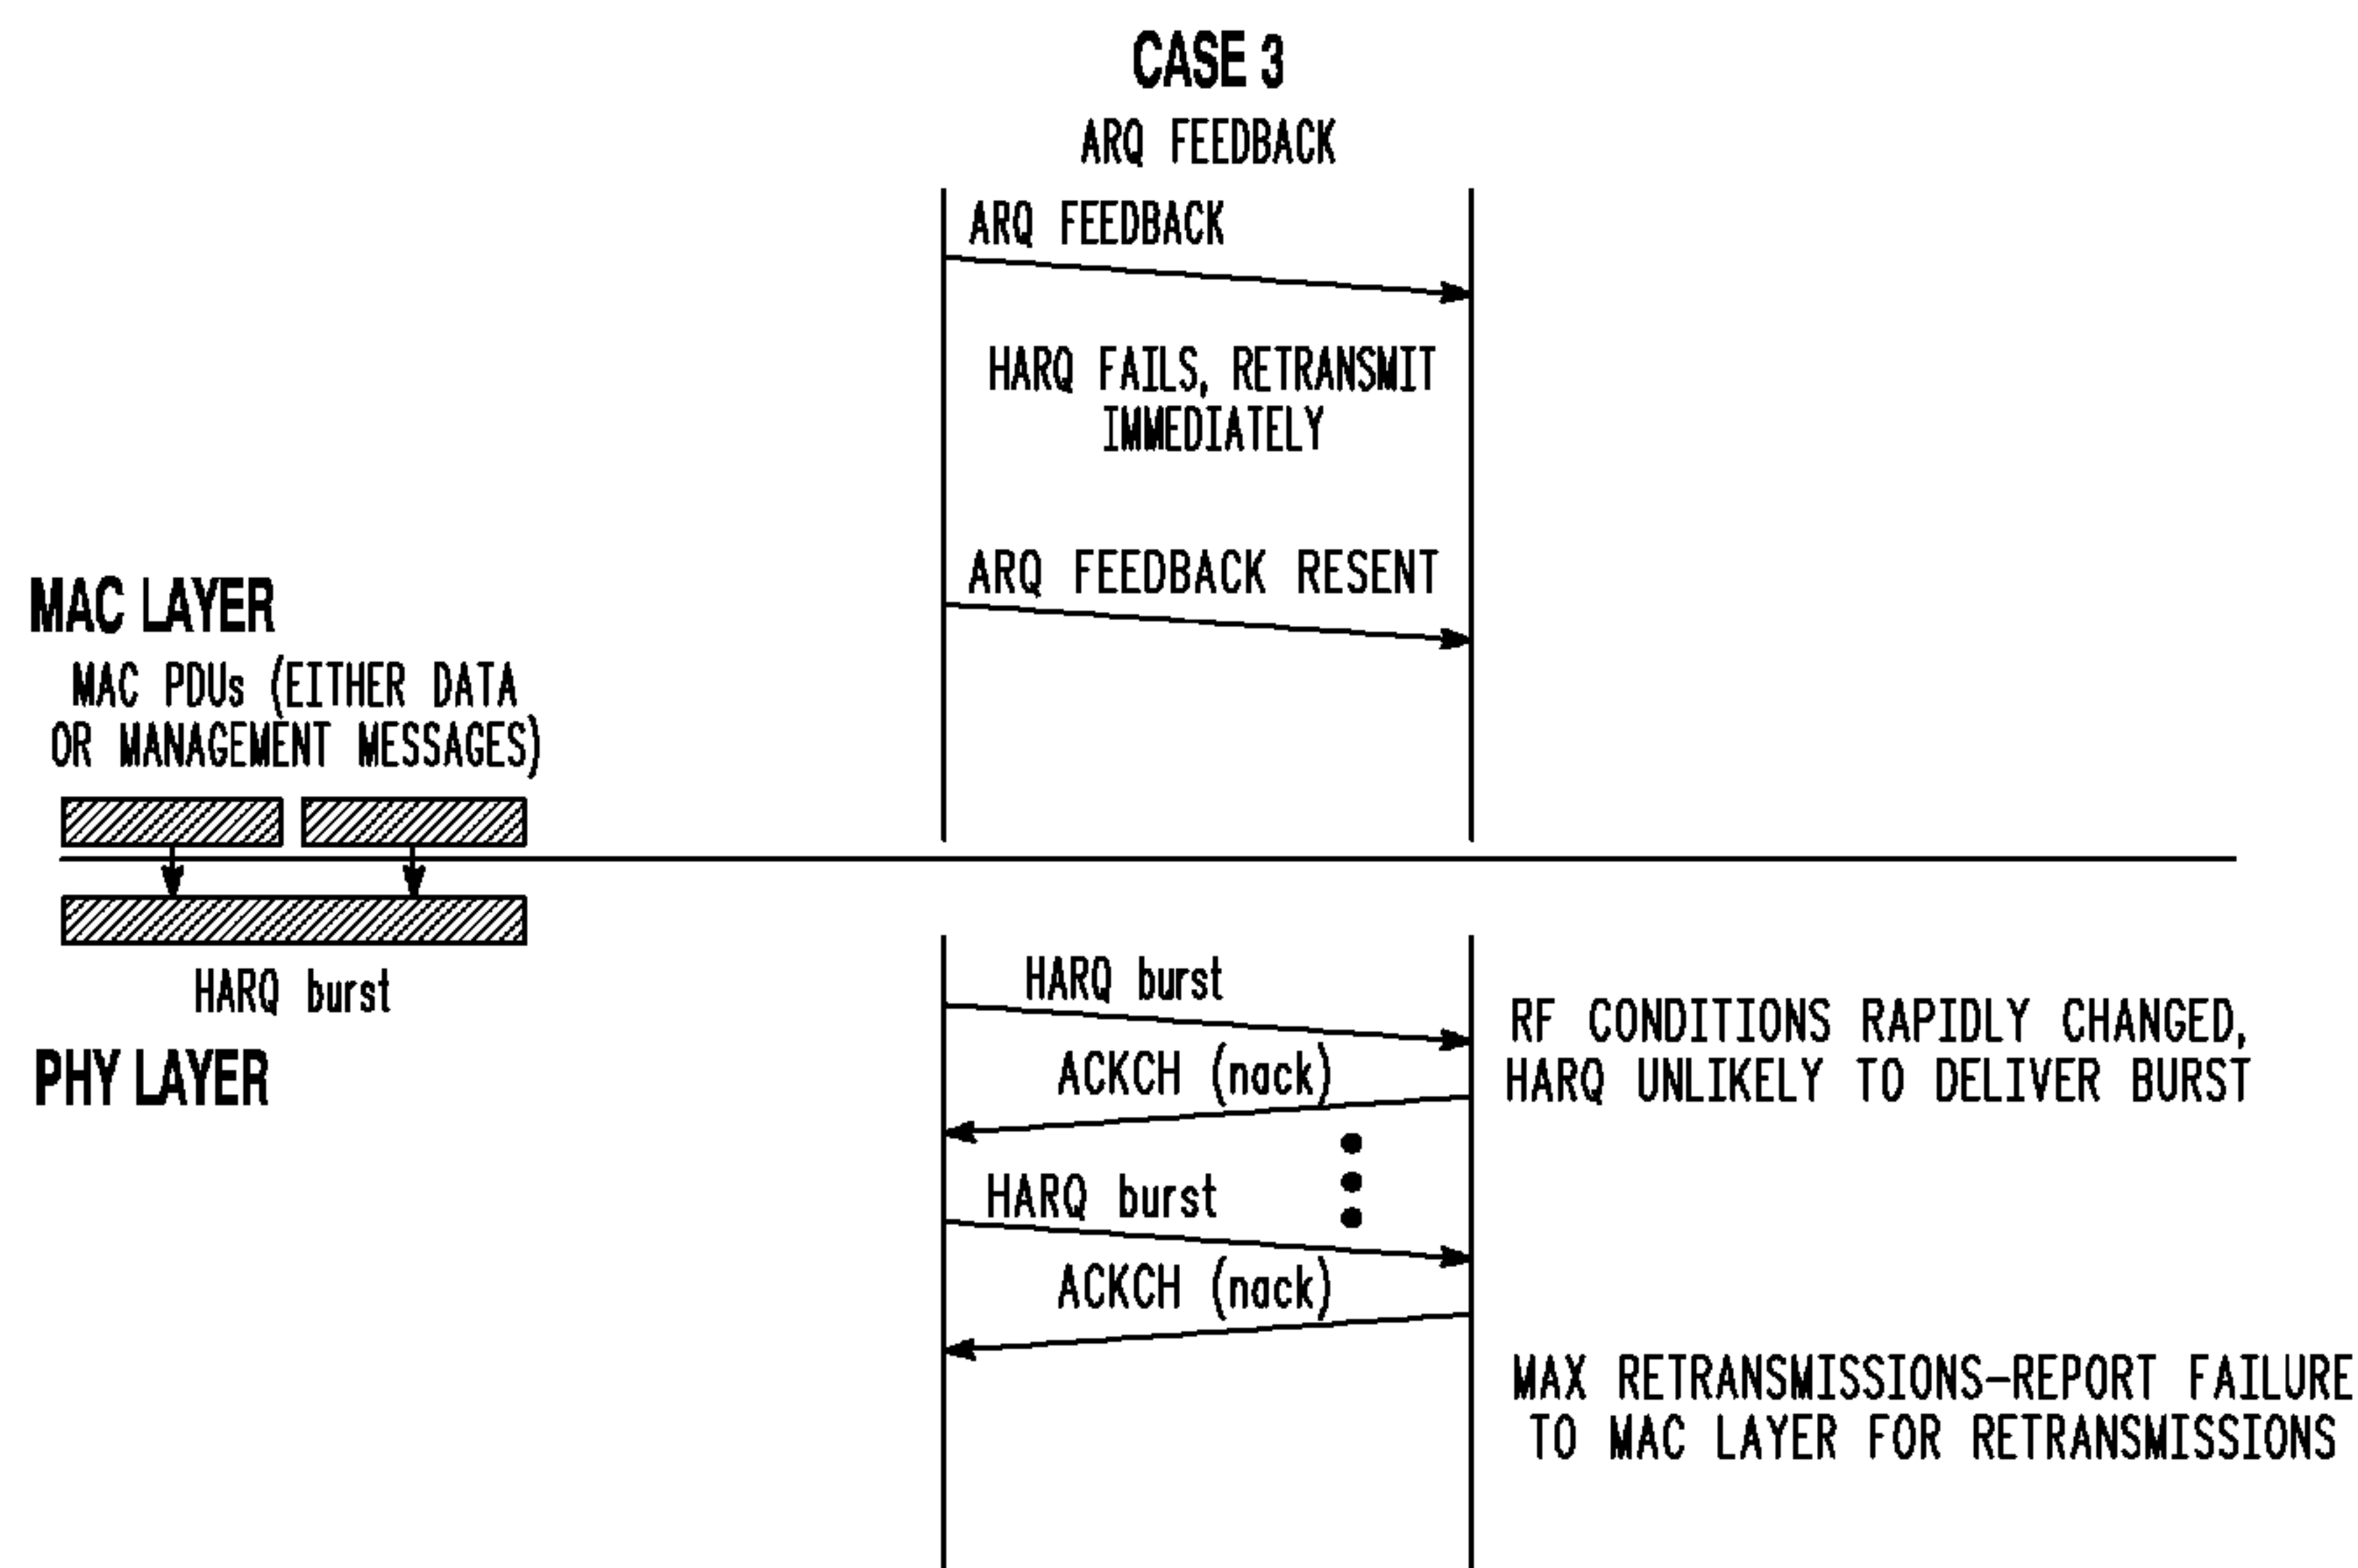 CASE 3
ARQ FEEDBACK
ARQ FEEDBACK
HARQ FAILS, RETRANSMIT
IMMEDIATELY
ARQ FEEDBACK RESENT
MAC LAYER
MAC PDUs (EITHER DATA
OR MANAGEMENT MESSAGES)
HARQ burst
PHY LAYER
HARQ burst
ACKCH (nack)
HARQ burst
ACKCH (nack)
RF CONDITIONS RAPIDLY CHANGED,
HARQ UNLIKELY TO DELIVER BURST
MAX RETRANSMISSIONS-REPORT FAILURE
TO MAC LAYER FOR RETRANSMISSIONS